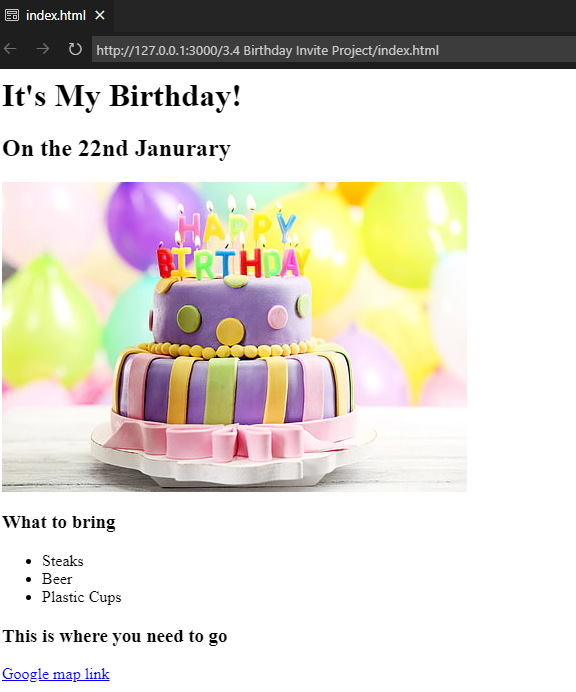 index.html
http://127.0.0.1:3000/3.4 Birthday Invite Project/index.html
It's My Birthday!
On the 22nd Janurary
HAPPY
BIRTHDAY
What to bring
Steaks
Beer
Plastic Cups
This is where you need to go
Google map link